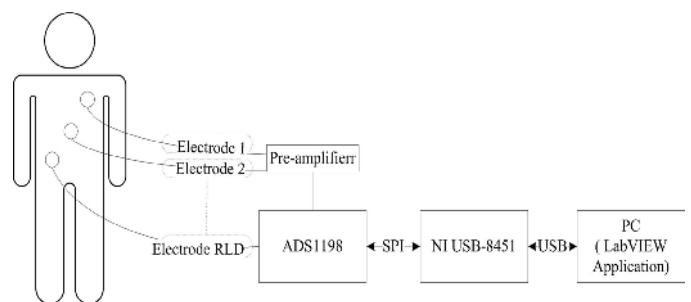 Electrode 1
Electrode 2
Pre-amplifierr
Electrode RLD
ADS1198
SPI
NI USB-8451
USB
PC
( LabVIEW
Application)